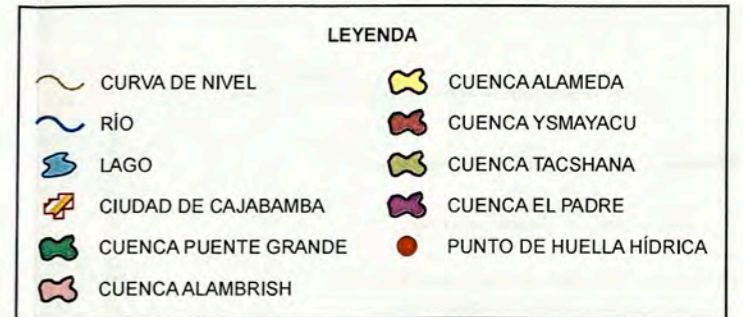 LEYENDA
CURVA DE NIVEL
RÍO
LAGO
CIUDAD DE CAJABAMBA
CUENCA PUENTE GRANDE
CUENCA ALAMBRISH
CUENCA ALAMEDA
CUENCA YSMAYACU
CUENCA TACSHANA
CUENCA EL PADRE
PUNTO DE HUELLA HÍDRICA